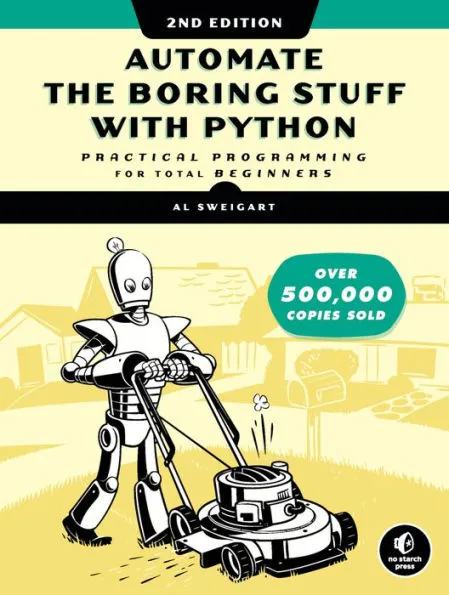 2ND EDITION
AUTOMATE
THE BORING STUFF
WITH PYTHON
PRACTICAL PROGRAMMING
FOR TOTAL BEGINNERS
AL SWEIGART
OVER
500,000
COPIES SOLD
no starch
press